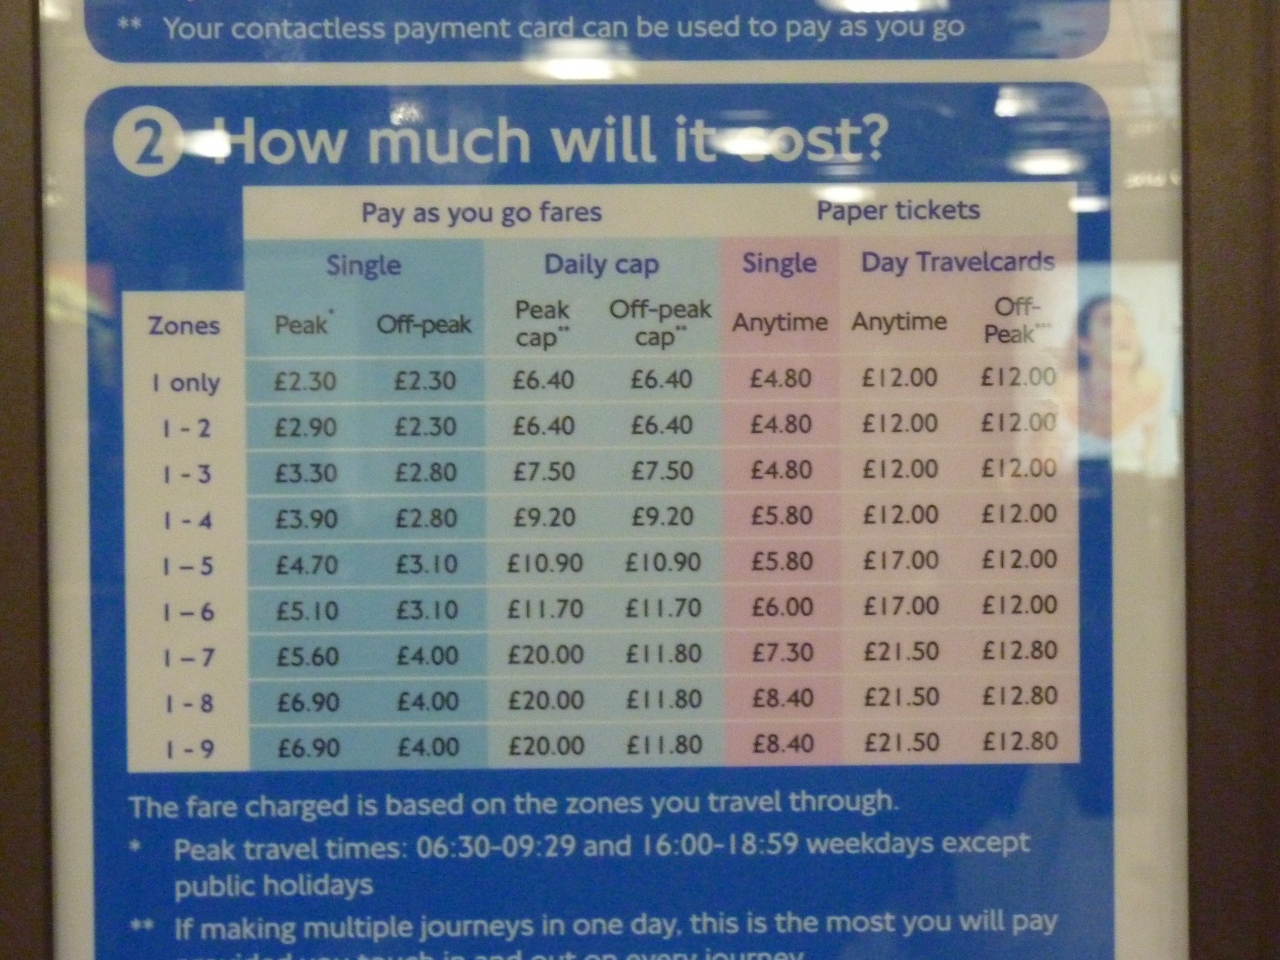 ** Your contactless payment card can be used to pay as you go
2 How much will it cost?
Pay as you go fares Paper tickets
Single Daily cap Single Day Travelcards
Zones Peak* Off-peak Peak cap** Off-peak cap** Anytime Anytime Off-Peak***
1 only £2.30 £2.30 £6.40 £6.40 £4.80 £12.00 £12.00
1 - 2 £2.90 £2.30 £6.40 £6.40 £4.80 £12.00 £12.00
1 - 3 £3.30 £2.80 £7.50 £7.50 £4.80 £12.00 £12.00
1 - 4 £3.90 £2.80 £9.20 £9.20 £5.80 £12.00 £12.00
1 – 5 £4.70 £3.10 £10.90 £10.90 £5.80 £17.00 £12.00
1 – 6 £5.10 £3.10 £11.70 £11.70 £6.00 £17.00 £12.00
1 – 7 £5.60 £4.00 £20.00 £11.80 £7.30 £21.50 £12.80
1 - 8 £6.90 £4.00 £20.00 £11.80 £8.40 £21.50 £12.80
1 - 9 £6.90 £4.00 £20.00 £11.80 £8.40 £21.50 £12.80
The fare charged is based on the zones you travel through.
* Peak travel times: 06:30-09:29 and 16:00-18:59 weekdays except
public holidays
** If making multiple journeys in one day, this is the most you will pay
provided you touch in and out on every journey